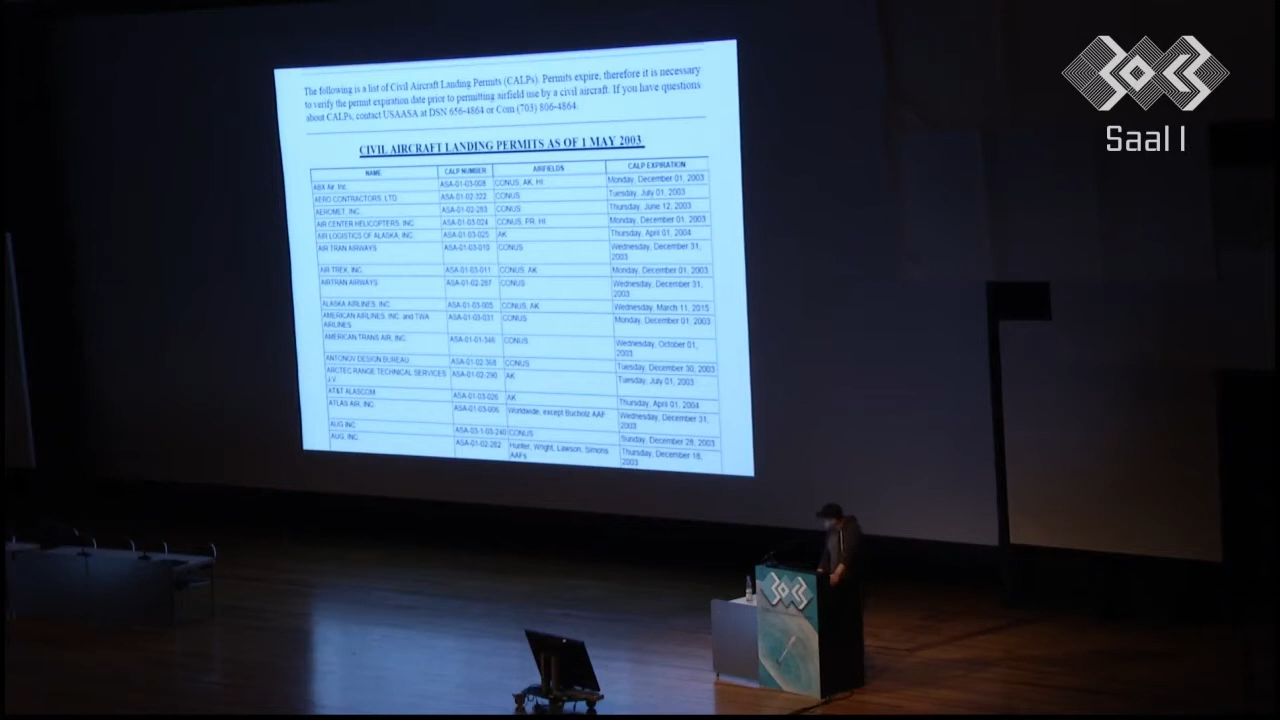 30C3
Saal 1
The following is a list of Civil Aircraft Landing Permits (CALPs). Permits expire, therefore it is necessary
to verify the permit expiration date prior to permitting airfield use by a civil aircraft. If you have questions
about CALPs, contact USAASA at DSN 656-4864 or Com (703) 806-4864.
CIVIL AIRCRAFT LANDING PERMITS AS OF 1 MAY 2003
NAME CALP NUMBER AIRFIELDS CALP EXPIRATION
ABX Air, Inc. ASA-01-03-008 CONUS, AK, HI Monday, December 01, 2003
AERO CONTRACTORS, LTD ASA-01-02-322 CONUS Tuesday, July 01, 2003
AEROMET, INC. ASA-01-02-283 CONUS Thursday, June 12, 2003
AIR CENTER HELICOPTERS, INC. ASA-01-03-024 CONUS, PR, HI Monday, December 01, 2003
AIR LOGISTICS OF ALASKA, INC. ASA-01-03-025 AK Thursday, April 01, 2004
AIR TRAN AIRWAYS ASA-01-03-010 CONUS Wednesday, December 31,
2003
AIR TREK, INC. ASA-01-03-011 CONUS, AK Monday, December 01, 2003
AIRTRAN AIRWAYS ASA-01-02-287 CONUS Wednesday, December 31,
2003
ALASKA AIRLINES, INC. ASA-01-03-005 CONUS, AK Wednesday, March 11, 2015
AMERICAN AIRLINES, INC. and TWA ASA-01-03-031 CONUS Monday, December 01, 2003
AIRLINES
AMERICAN TRANS AIR, INC. ASA-01-01-346 CONUS Wednesday, October 01,
2003
ANTONOV DESIGN BUREAU ASA-01-02-368 CONUS Tuesday, December 30, 2003
ARCTEC RANGE TECHNICAL SERVICES ASA-01-02-290 AK Tuesday, July 01, 2003
J.V.
AT&T ALASCOM ASA-01-03-026 AK Thursday, April 01, 2004
ATLAS AIR, INC. ASA-01-03-006 Worldwide, except Bucholz AAF Wednesday, December 31,
2003
AUG INC. ASA-03-1-03-240 CONUS Sunday, December 28, 2003
AUG, INC. ASA-01-02-282 Hunter, Wright, Lawson, Simons Thursday, December 18,
AAFs 2003
30C3